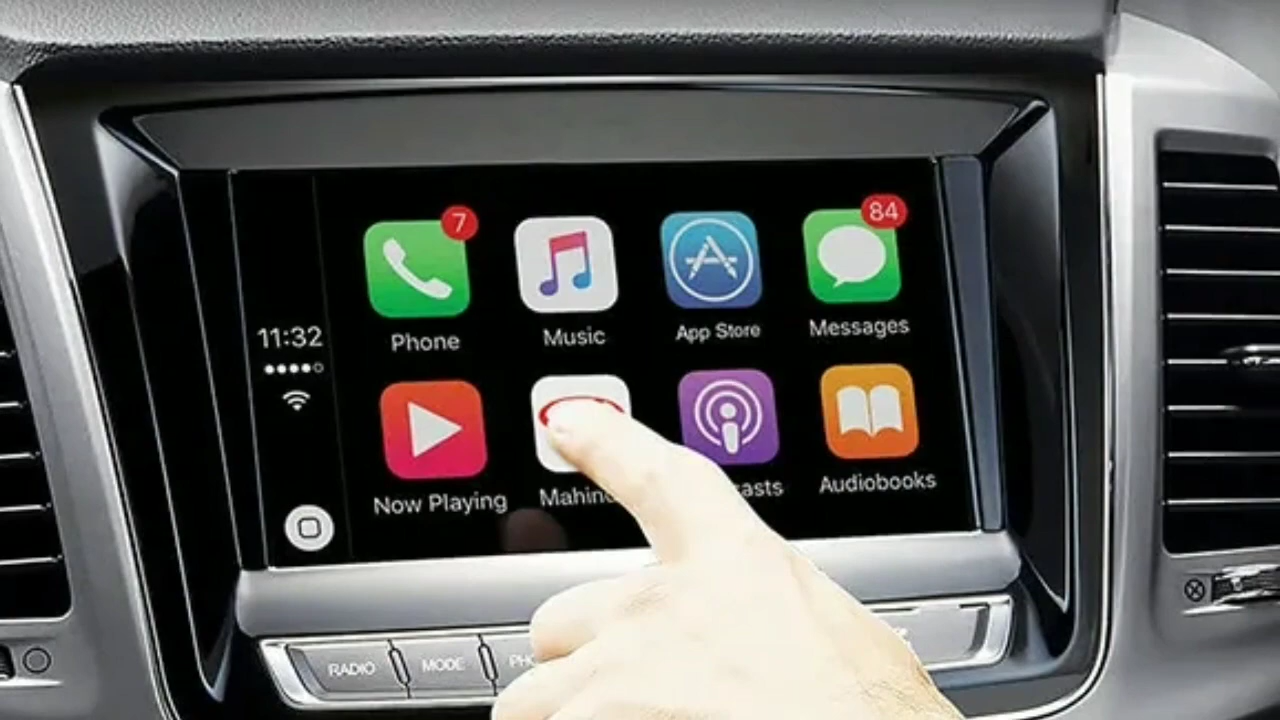 7
84
Phone
Music
App Store
Messages
11:32
Now Playing
Audiobooks
RADIO
MODE